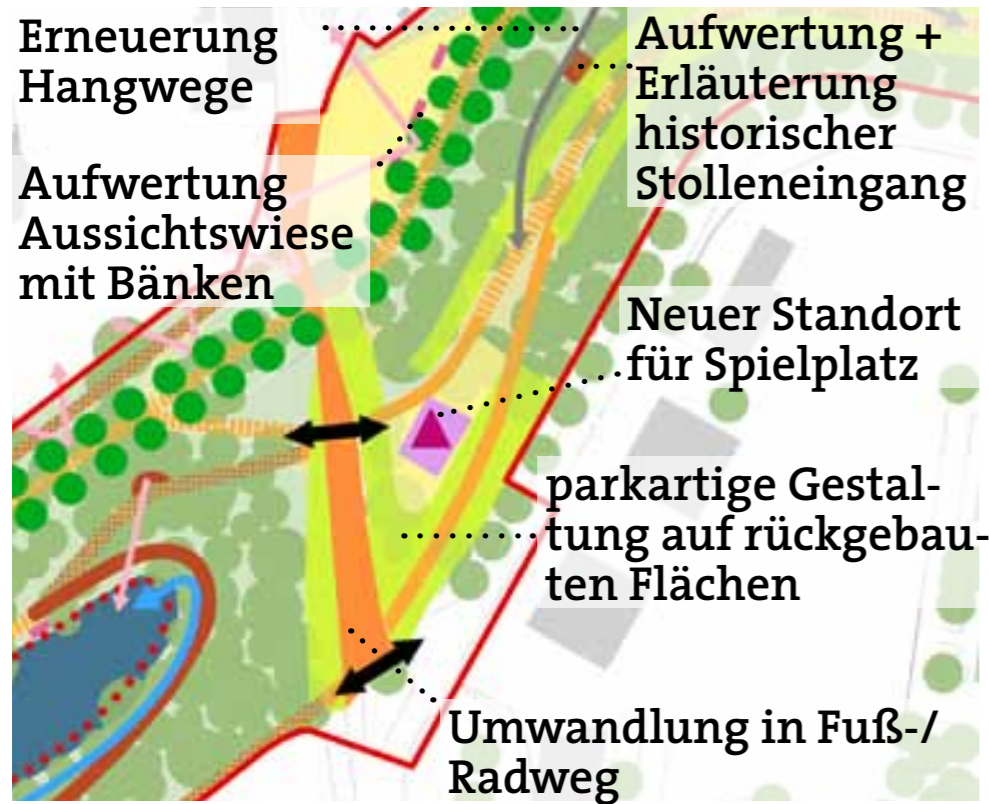 Erneuerung
Hangwege
Aufwertung +
Erläuterung
historischer
Stolleneingang
Aufwertung
Aussichtswiese
mit Bänken
Neuer Standort
für Spielplatz
parkartige Gestal-
tung auf rückgebau-
ten Flächen
Umwandlung in Fuß-/
Radweg